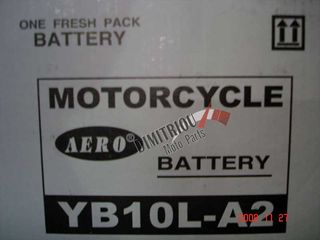 ONE FRESH PACK
BATTERY
MOTORCYCLE
AERO®
DIMITRIOU
Moto Parts
BATTERY
YB10L-A2
2008 11 27